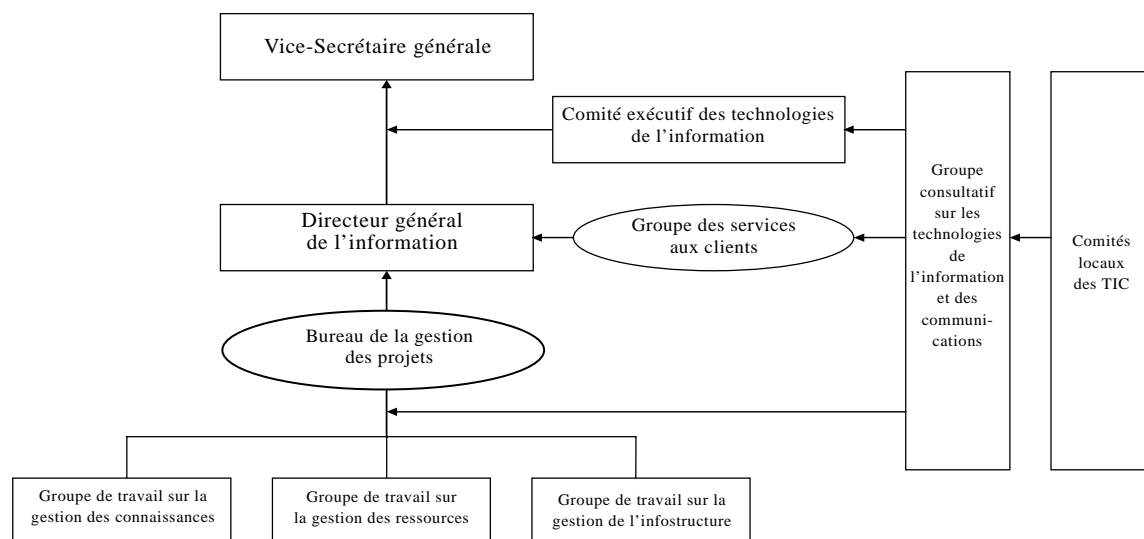 Vice-Secrétaire générale
Comité exécutif des technologies
de l’information
Directeur général
de l’information
Groupe des services
aux clients
Groupe
consultatif
sur les
technologies
de
l’information
et des
communi-
cations
Comités
locaux
des TIC
Bureau de la gestion
des projets
Groupe de travail sur la
gestion des connaissances
Groupe de travail sur
la gestion des ressources
Groupe de travail sur la
gestion de l’infostructure